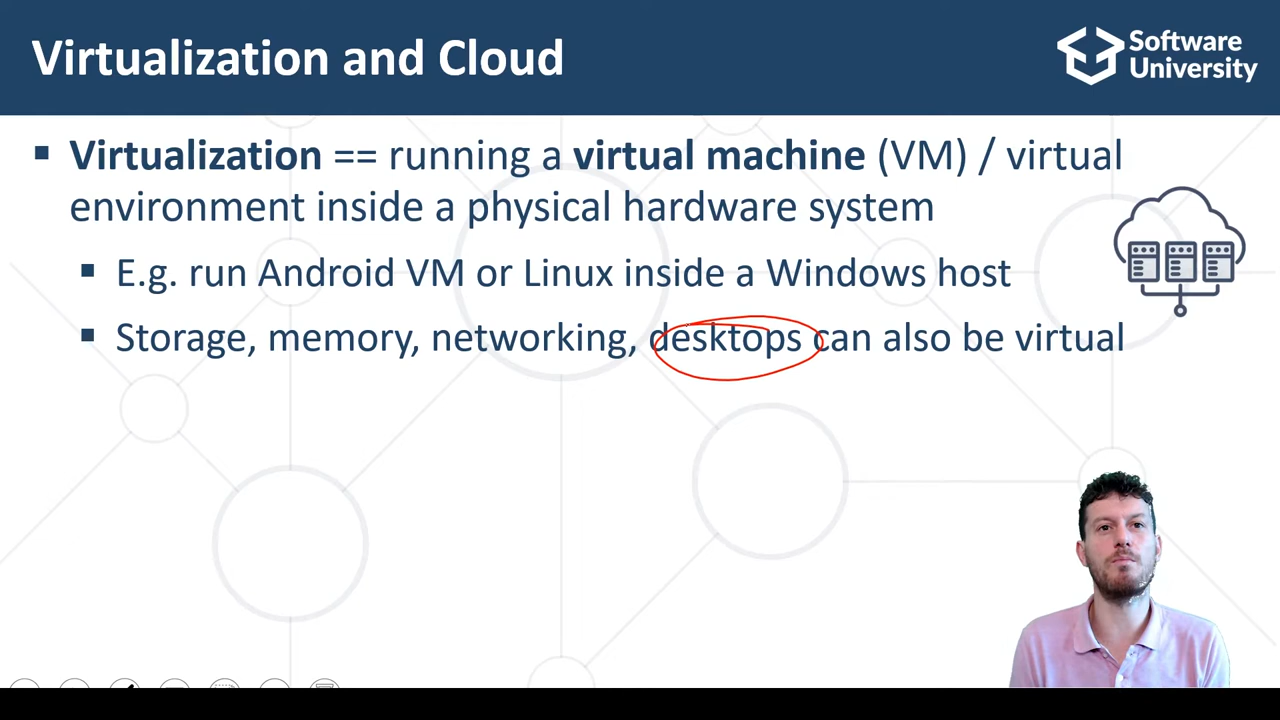 Virtualization and Cloud
Software
University
▪ Virtualization == running a virtual machine (VM) / virtual
environment inside a physical hardware system
▪ E.g. run Android VM or Linux inside a Windows host
▪ Storage, memory, networking, desktops can also be virtual